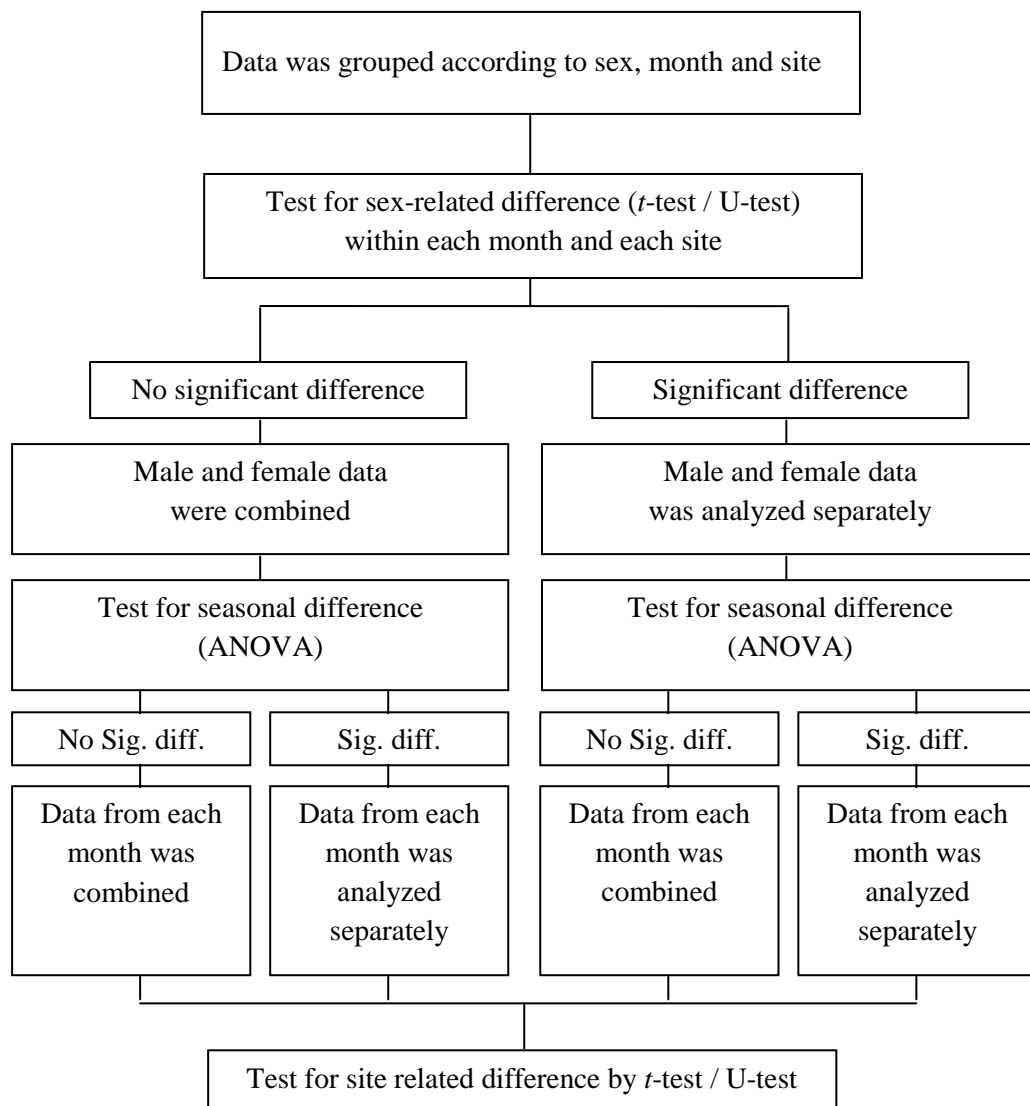 Data was grouped according to sex, month and site
Test for sex-related difference (t-test / U-test)
within each month and each site
No significant difference
Significant difference
Male and female data
were combined
Male and female data
was analyzed separately
Test for seasonal difference
(ANOVA)
Test for seasonal difference
(ANOVA)
No Sig. diff.
Sig. diff.
No Sig. diff.
Sig. diff.
Data from each
month was
combined
Data from each
month was
analyzed
separately
Data from each
month was
combined
Data from each
month was
analyzed
separately
Test for site related difference by t-test / U-test